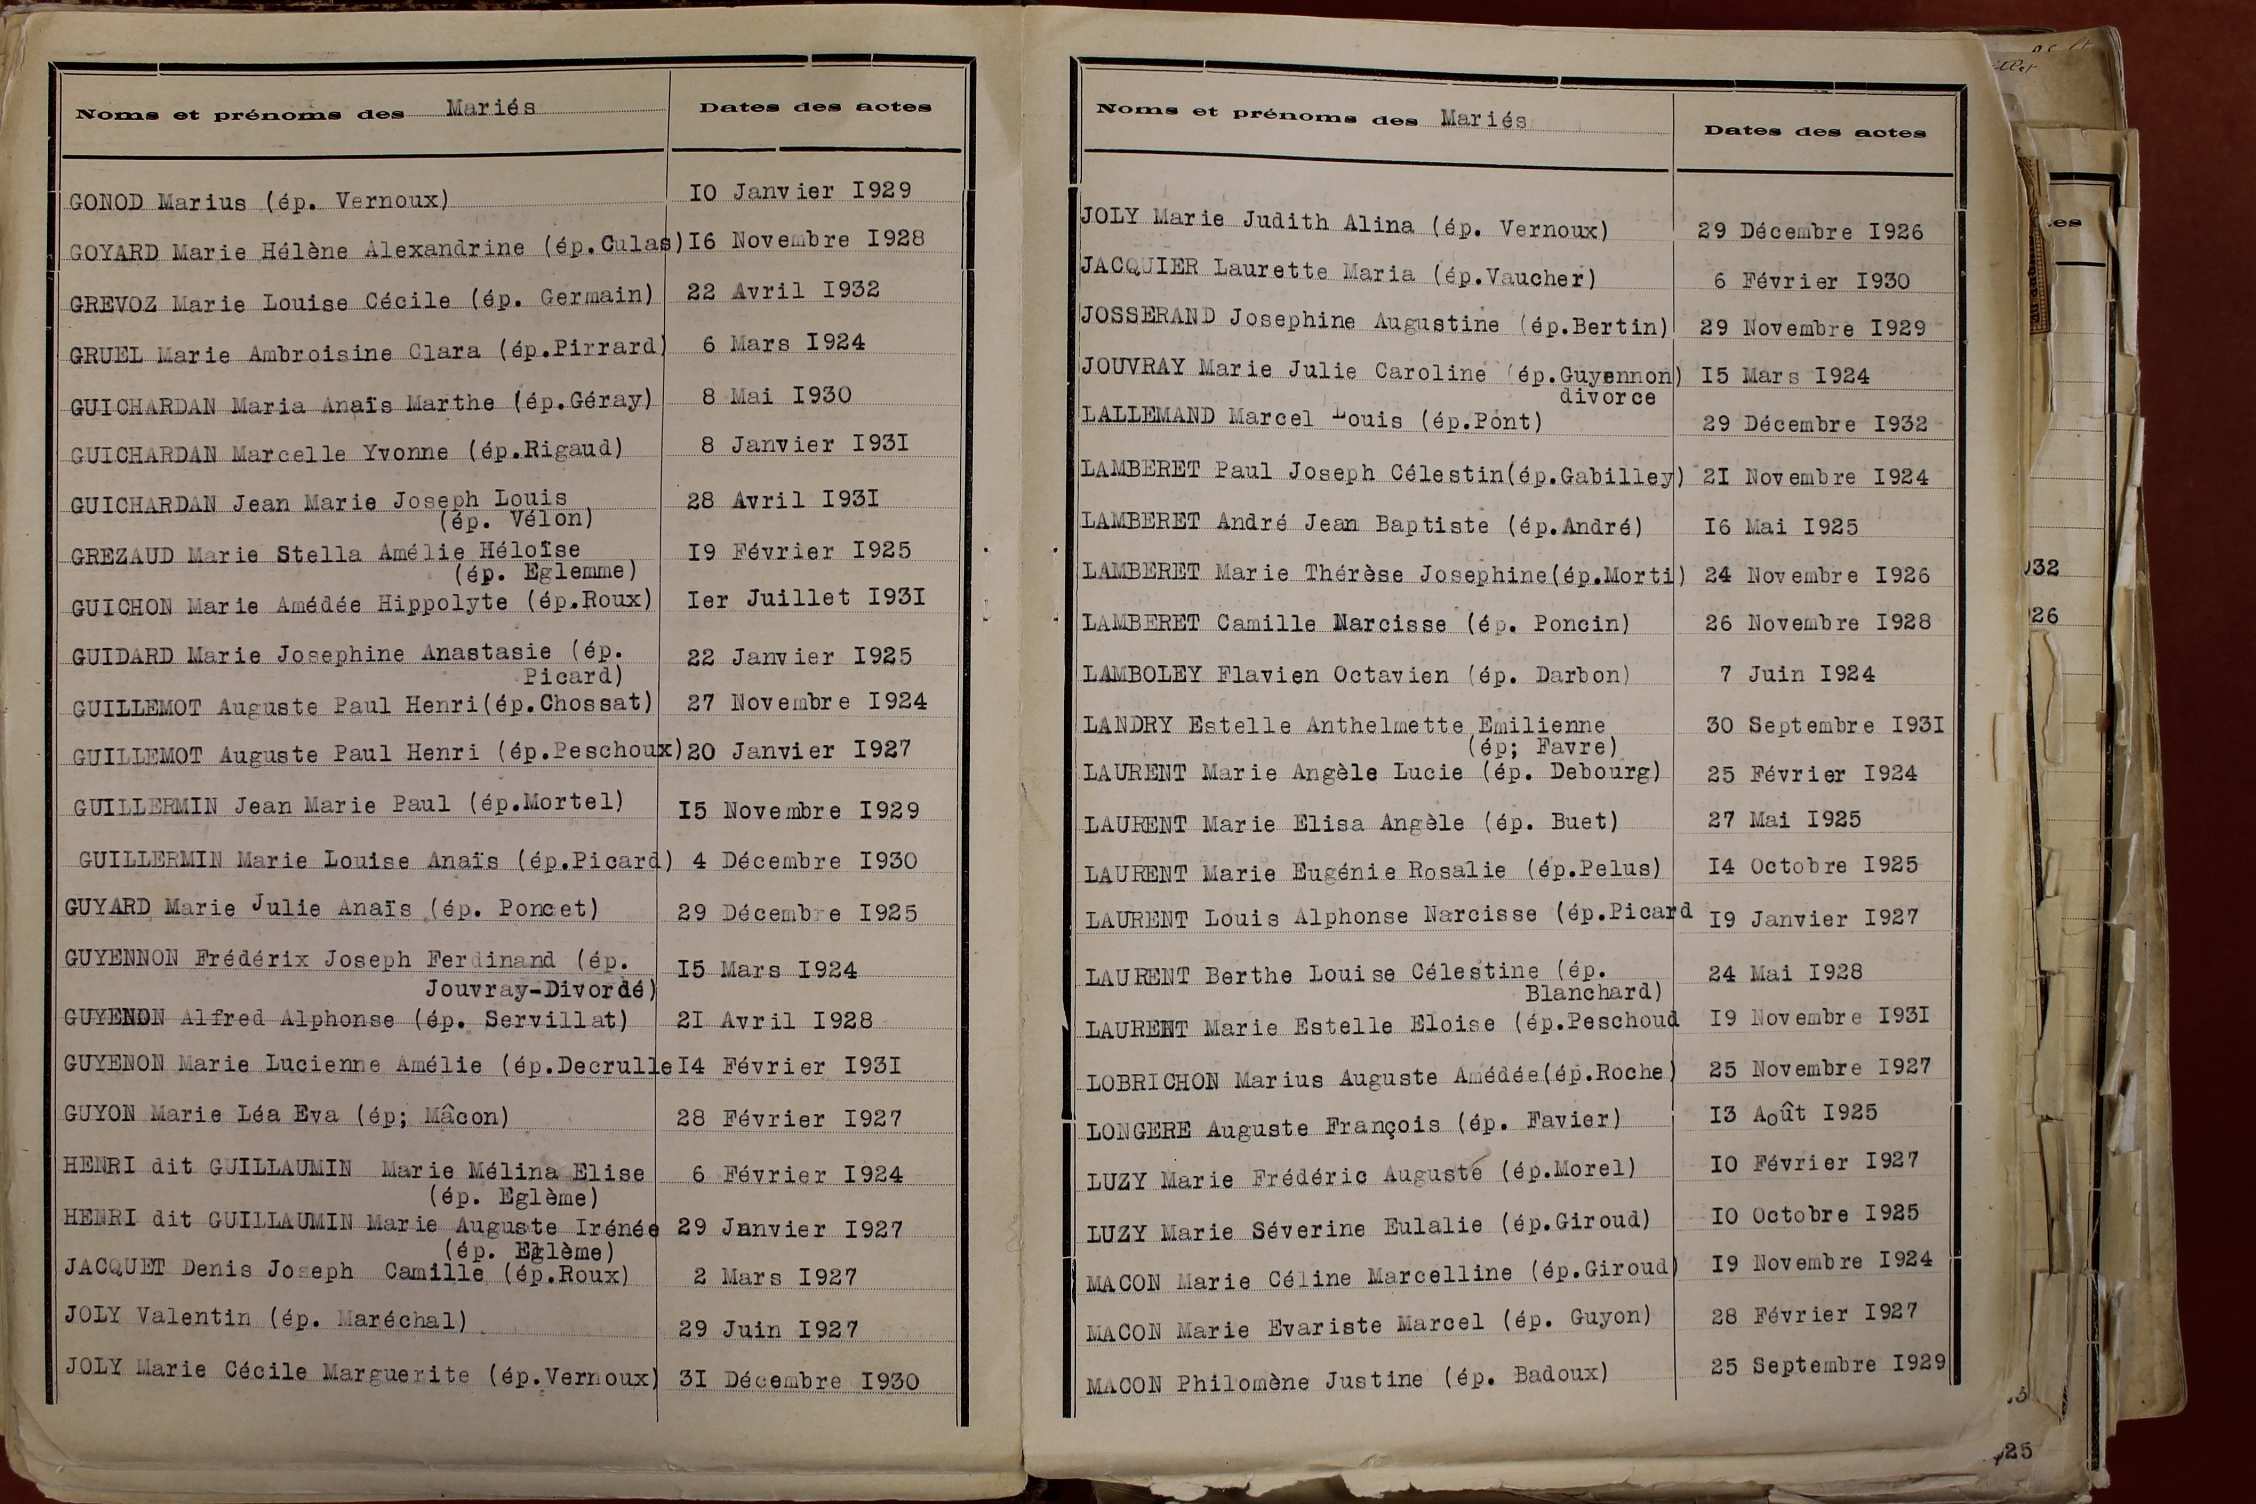 Noms et prénoms des Mariés Dates des actes
GONOD Marius (ép. Vernoux) I0 Janvier I929
GOYARD Marie Hélène Alexandrine (ép.Culas) I6 Novembre I928
GREVOZ Marie Louise Cécile (ép. Germain) 22 Avril I932
GRUEL Marie Ambroisine Clara (ép.Pirrard) 6 Mars I924
GUICHARDAN Maria Anaïs Marthe (ép.Géray) 8 Mai I930
GUICHARDAN Marcelle Yvonne (ép.Rigaud) 8 Janvier I93I
GUICHARDAN Jean Marie Joseph Louis 28 Avril I93I
(ép. Vélon)
GREZAUD Marie Stella Amélie Héloïse I9 Février I925
(ép. Eglemme)
GUICHON Marie Amédée Hippolyte (ép.Roux) Ier Juillet I93I
GUIDARD Marie Josephine Anastasie (ép. 22 Janvier I925
Picard)
GUILLEMOT Auguste Paul Henri(ép.Chossat) 27 Novembre I924
GUILLEMOT Auguste Paul Henri (ép.Peschoux) 20 Janvier I927
GUILLERMIN Jean Marie Paul (ép.Mortel) I5 Novembre I929
GUILLERMIN Marie Louise Anaïs (ép.Picard) 4 Décembre I930
GUYARD Marie Julie Anaïs (ép. Poncet) 29 Décembre I925
GUYENNON Frédérix Joseph Ferdinand (ép. I5 Mars I924
Jouvray-Divordé)
GUYENON Alfred Alphonse (ép. Servillat) 2I Avril I928
GUYENON Marie Lucienne Amélie (ép.Decrulle I4 Février I93I
GUYON Marie Léa Eva (ép; Mâcon) 28 Février I927
HENRI dit GUILLAUMIN Marie Mélina Elise 6 Février I924
(ép. Eglème)
HENRI dit GUILLAUMIN Marie Auguste Irénée 29 Janvier I927
(ép. Eglème)
JACQUET Denis Joseph Camille (ép.Roux) 2 Mars I927
JOLY Valentin (ép. Maréchal) 29 Juin I927
JOLY Marie Cécile Marguerite (ép.Vernoux) 3I Décembre I930
Noms et prénoms des Mariés Dates des actes
JOLY Marie Judith Alina (ép. Vernoux) 29 Décembre I926
JACQUIER Laurette Maria (ép.Vaucher) 6 Février I930
JOSSERAND Josephine Augustine (ép.Bertin) 29 Novembre I929
JOUVRAY Marie Julie Caroline (ép.Guyennon) I5 Mars I924
divorce
LALLEMAND Marcel Louis (ép.Pont) 29 Décembre I932
LAMBERET Paul Joseph Célestin(ép.Gabilley) 2I Novembre I924
LAMBERET André Jean Baptiste (ép.André) I6 Mai I925
LAMBERET Marie Thérèse Josephine(ép.Morti) 24 Novembre I926
LAMBERET Camille Narcisse (ép. Poncin) 26 Novembre I928
LAMBOLEY Flavien Octavien (ép. Darbon) 7 Juin I924
LANDRY Estelle Anthelmette Emilienne 30 Septembre I93I
(ép; Favre)
LAURENT Marie Angèle Lucie (ép. Debourg) 25 Février I924
LAURENT Marie Elisa Angèle (ép. Buet) 27 Mai I925
LAURENT Marie Eugénie Rosalie (ép.Pelus) I4 Octobre I925
LAURENT Louis Alphonse Narcisse (ép.Picard I9 Janvier I927
LAURENT Berthe Louise Célestine (ép. 24 Mai I928
Blanchard)
LAURENT Marie Estelle Eloise (ép.Peschoud I9 Novembre I93I
LOBRICHON Marius Auguste Amédée(ép.Roche) 25 Novembre I927
LONGERE Auguste François (ép. Favier) I3 Août I925
LUZY Marie Frédéric Auguste (ép.Morel) I0 Février I927
LUZY Marie Séverine Eulalie (ép.Giroud) I0 Octobre I925
MACON Marie Céline Marcelline (ép.Giroud) I9 Novembre I924
MACON Marie Evariste Marcel (ép. Guyon) 28 Février I927
MACON Philomène Justine (ép. Badoux) 25 Septembre I929